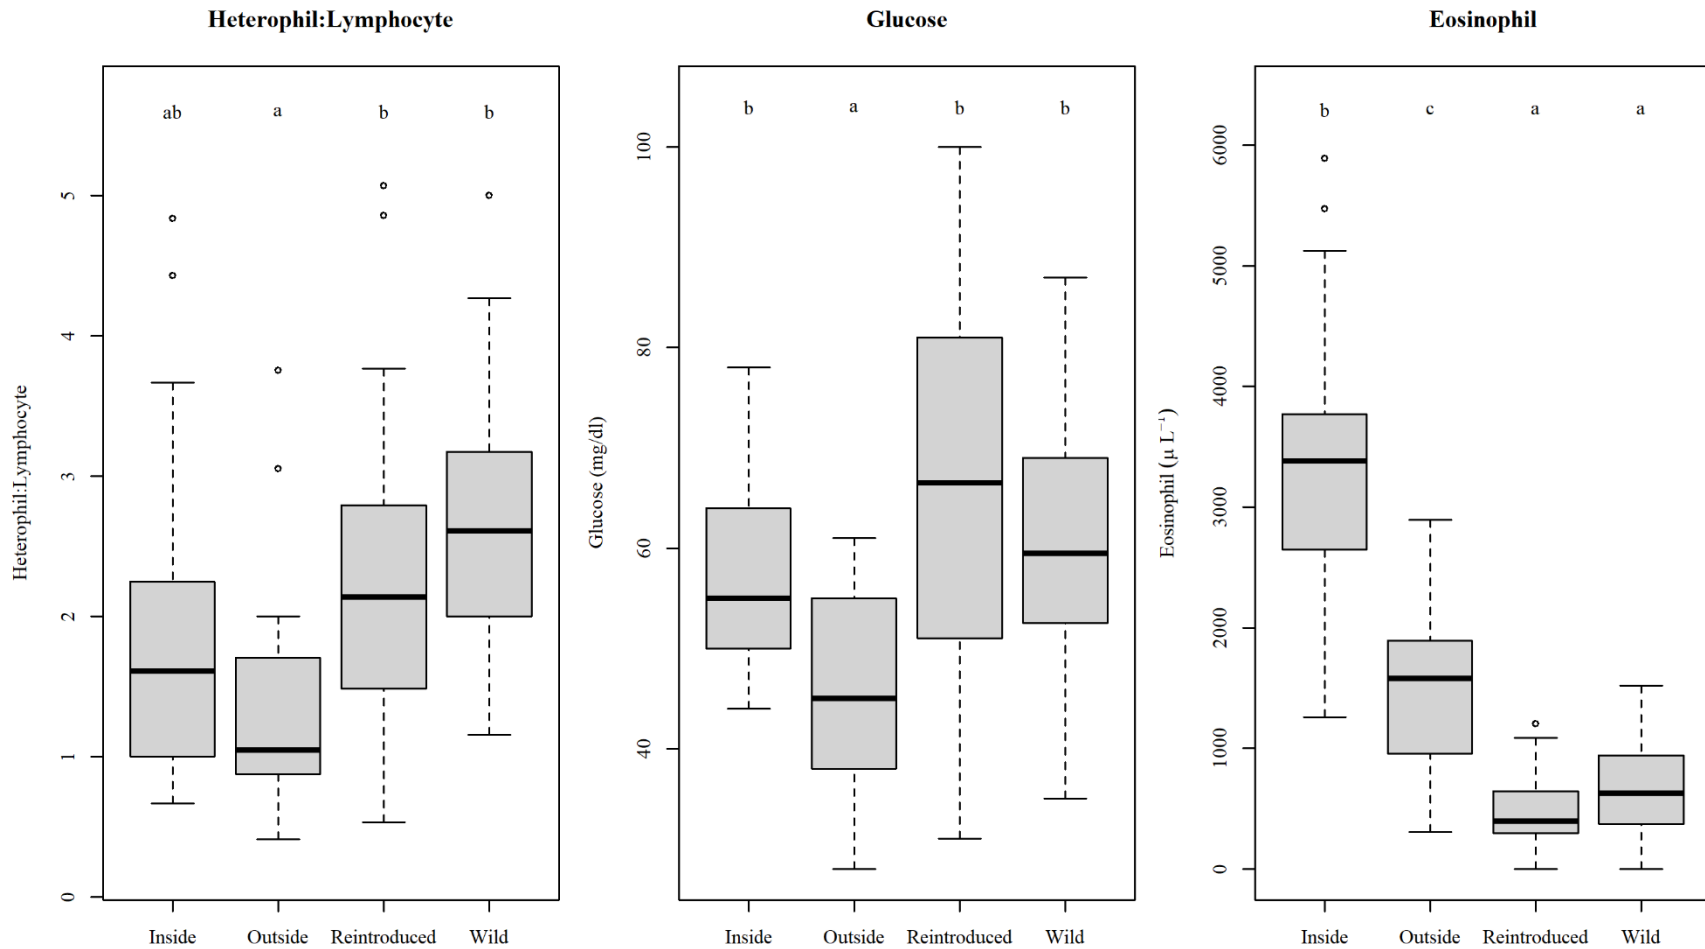 Heterophil:Lymphocyte
Glucose
Eosinophil
ab a b b
b a b b
b c a a
Heterophil:Lymphocyte
0 1 2 3 4 5
Inside Outside Reintroduced Wild
Glucose (mg/dl)
40 60 80 100
Inside Outside Reintroduced Wild
Eosinophil (μ L⁻¹)
0 1000 2000 3000 4000 5000 6000
Inside Outside Reintroduced Wild